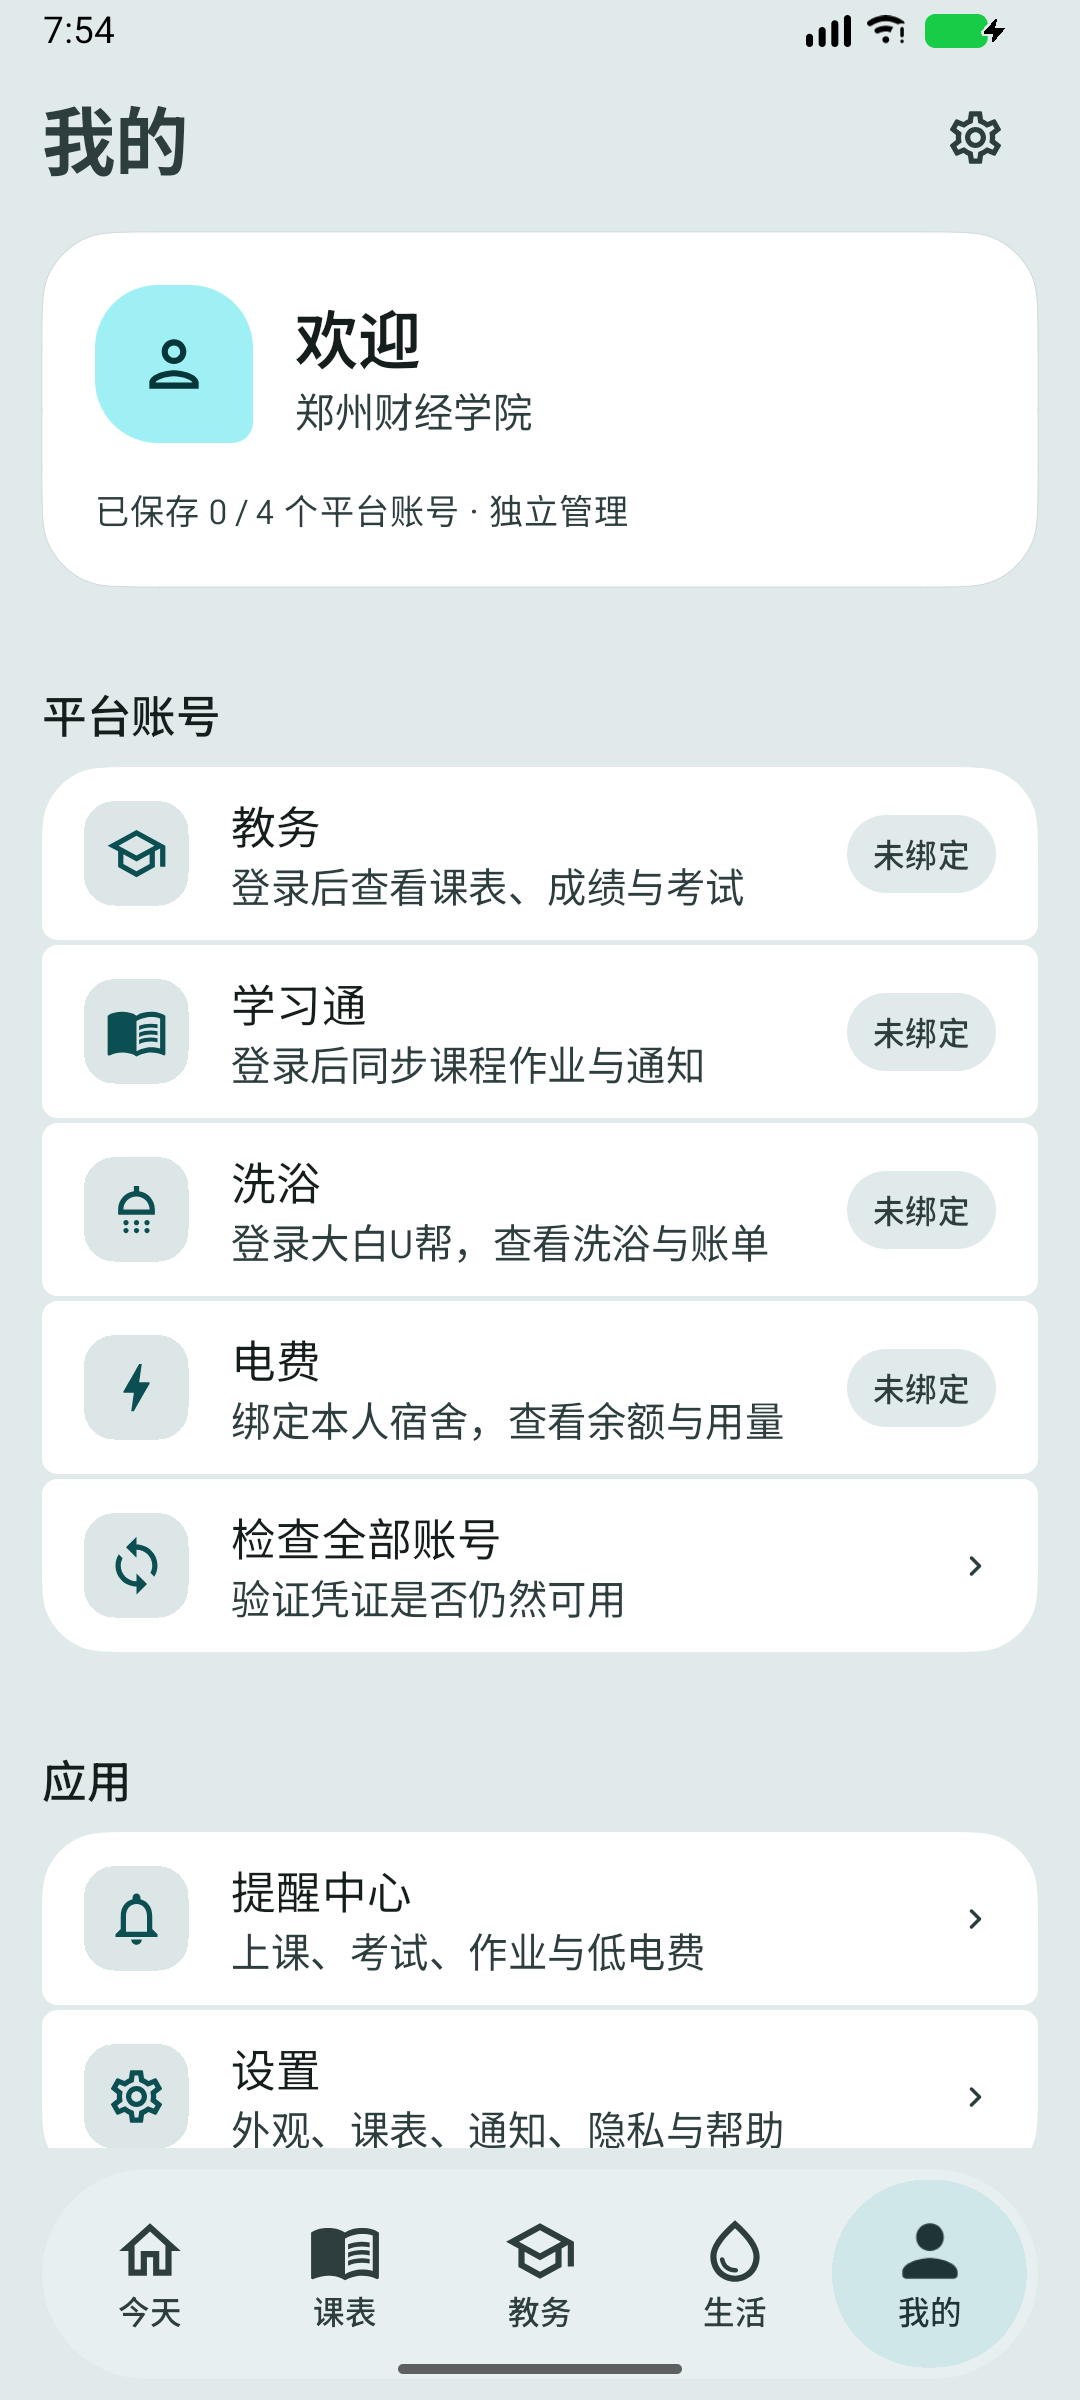 7:54
我的
欢迎
郑州财经学院
已保存 0 / 4 个平台账号 · 独立管理
平台账号
教务
登录后查看课表、成绩与考试
未绑定
学习通
登录后同步课程作业与通知
未绑定
洗浴
登录大白U帮，查看洗浴与账单
未绑定
电费
绑定本人宿舍，查看余额与用量
未绑定
检查全部账号
验证凭证是否仍然可用
应用
提醒中心
上课、考试、作业与低电费
设置
外观、课表、通知、隐私与帮助
今天
课表
教务
生活
我的